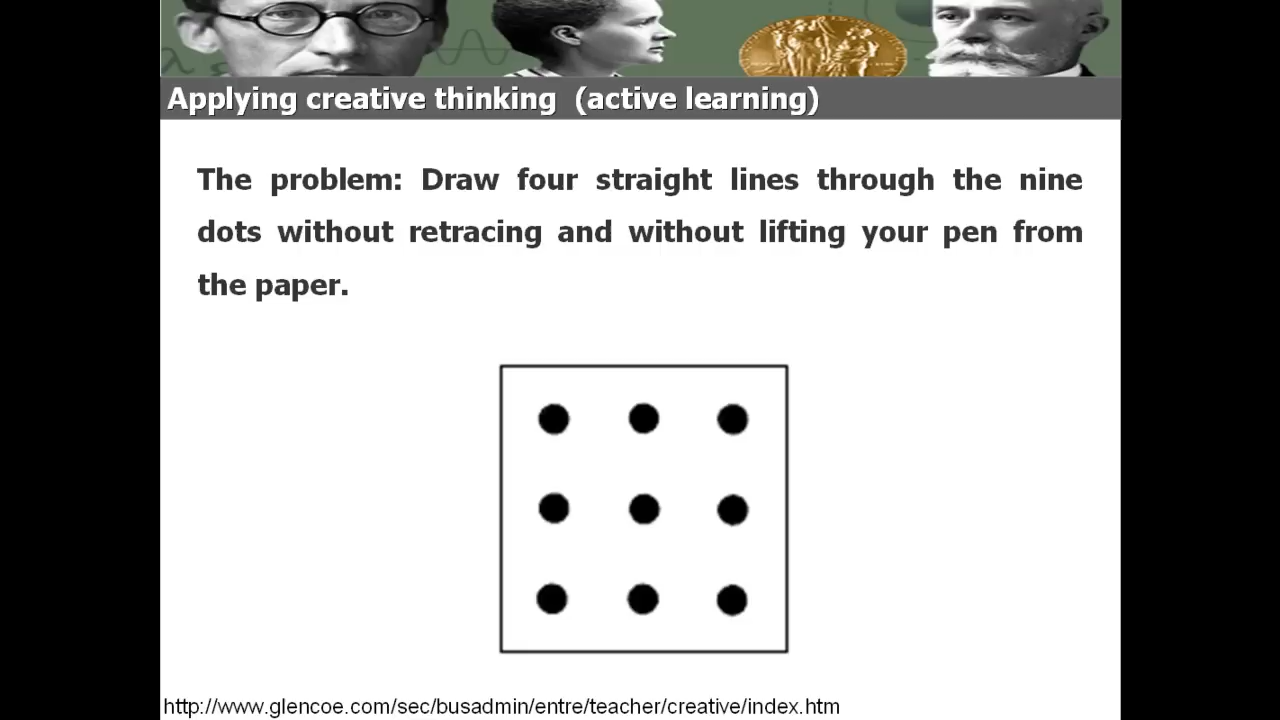 Applying creative thinking (active learning)
The problem: Draw four straight lines through the nine
dots without retracing and without lifting your pen from
the paper.
http://www.glencoe.com/sec/busadmin/entre/teacher/creative/index.htm